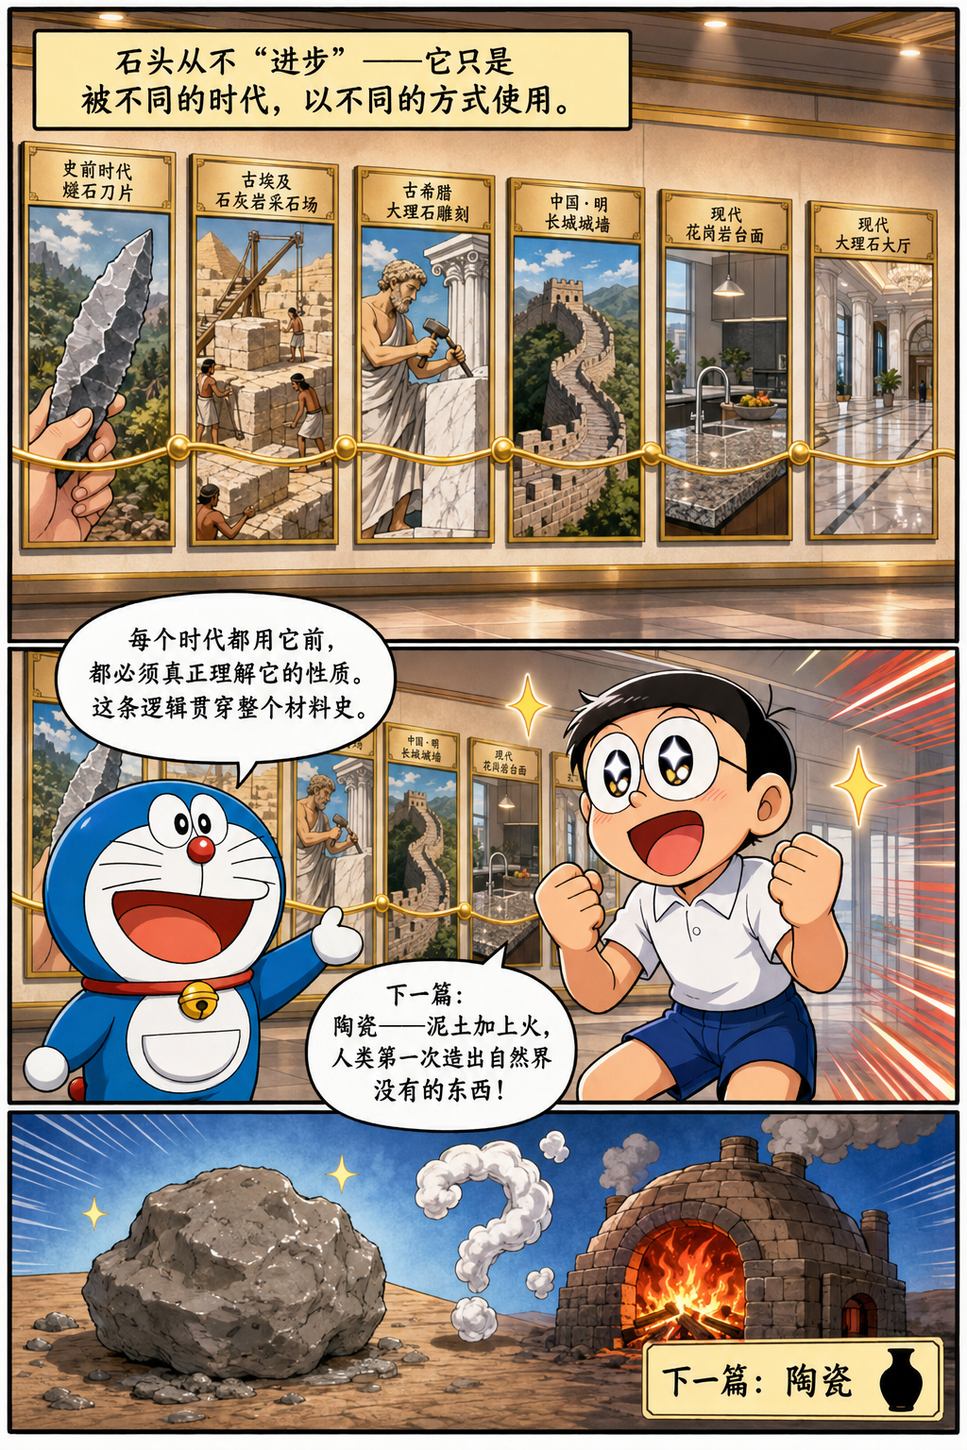 石头从不“进步”——它只是
被不同的时代，以不同的方式使用。
史前时代
燧石刀片
古埃及
石灰岩采石场
古希腊
大理石雕刻
中国·明
长城城墙
现代
花岗岩台面
现代
大理石大厅
每个时代都用它前，
都必须真正理解它的性质。
这条逻辑贯穿整个材料史。
中国·明
长城城墙
现代
花岗岩台面
下一篇：
陶瓷——泥土加上火，
人类第一次造出自然界
没有的东西！
下一篇：陶瓷